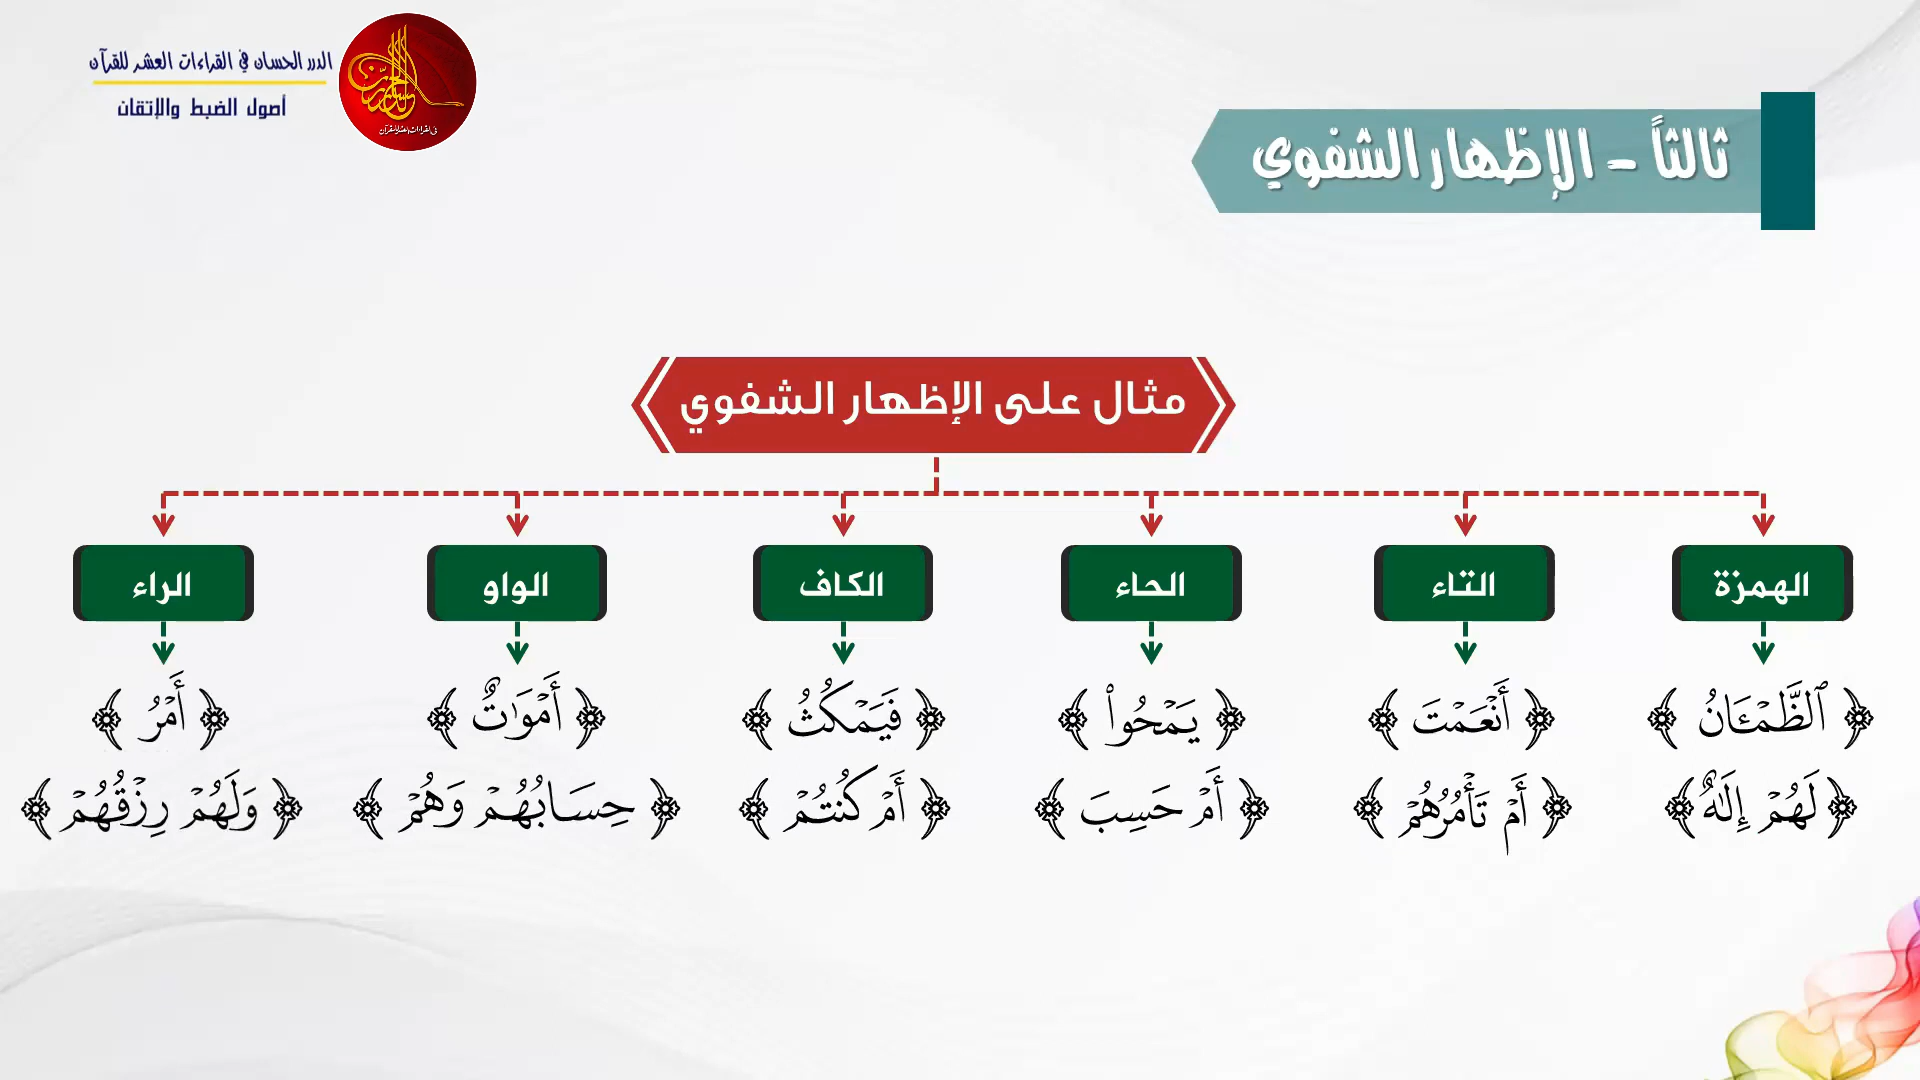 الدرر الحسان في القراءات العشر للقرآن
أصول الضبط والإتقان
ثالثاً - الإظهار الشفوي
مثال على الإظهار الشفوي
الهمزة
التاء
الحاء
الكاف
الواو
الراء
﴿ ٱلظَّمۡـَٔانُ ﴾
﴿ أَنۡعَمۡتَ ﴾
﴿ يَمۡحُواْ ﴾
﴿ فَيَمۡكُثُ ﴾
﴿ أَمۡوَٰتٌ ﴾
﴿ أَمۡرُ ﴾
﴿ لَهُمۡ إِلَٰهٌ ﴾
﴿ أَمۡ تَأۡمُرُهُمۡ ﴾
﴿ أَمۡ حَسِبَ ﴾
﴿ أَمۡ كُنتُمۡ ﴾
﴿ حِسَابُهُمۡ وَهُمۡ ﴾
﴿ وَلَهُمۡ رِزۡقُهُمۡ ﴾